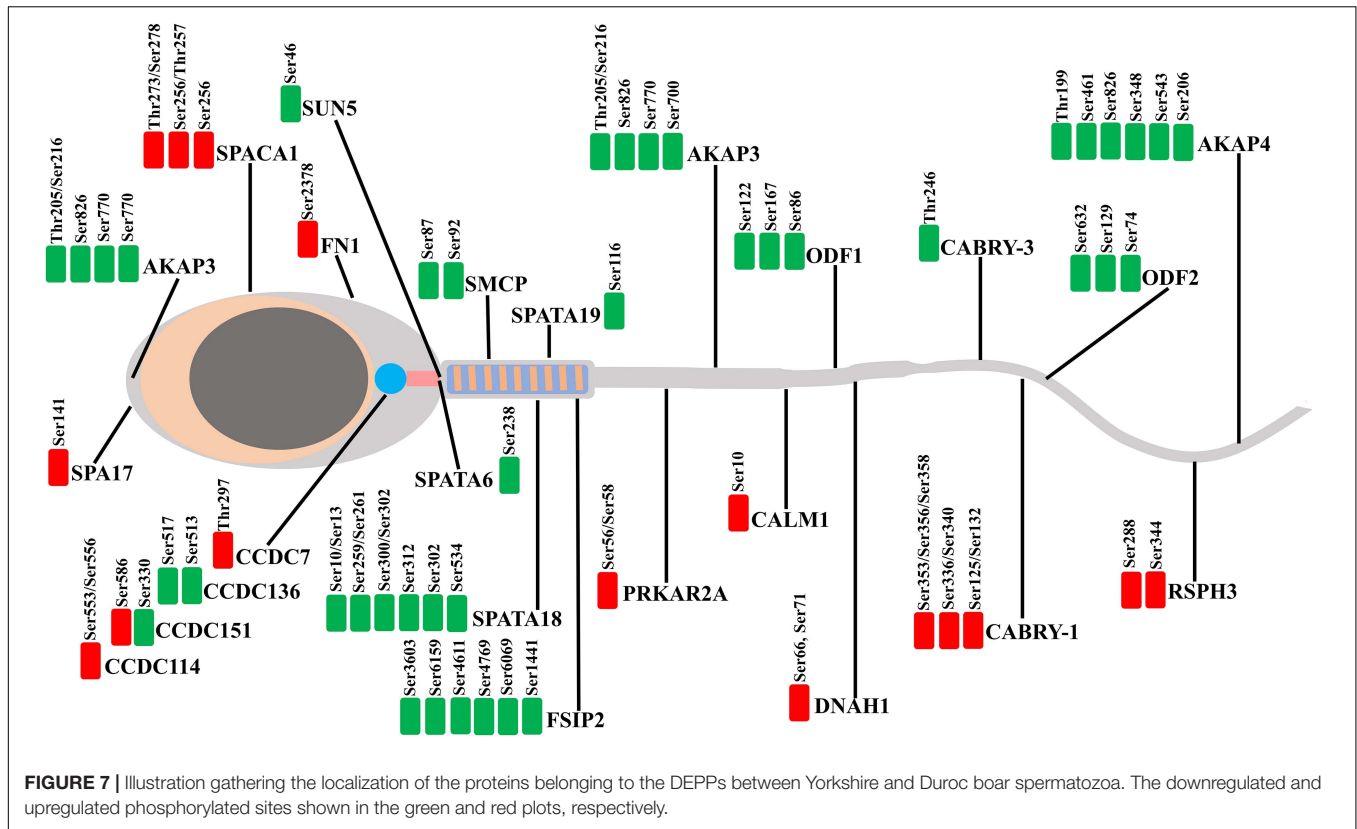 Thr273/Ser278
Ser256/Thr257
Ser256
SPACA1
Ser46
SUN5
Thr205/Ser216
Ser826
Ser770
Ser700
AKAP3
Thr199
Ser461
Ser826
Ser348
Ser543
Ser206
AKAP4
Thr205/Ser216
Ser826
Ser770
Ser770
AKAP3
Ser2378
FN1
Ser87
Ser92
SMCP
Ser116
SPATA19
Ser122
Ser167
Ser86
ODF1
Thr246
CABRY-3
Ser632
Ser129
Ser74
ODF2
Ser141
SPA17
Ser238
SPATA6
Thr297
CCDC7
Ser517
Ser513
CCDC136
Ser586
Ser330
CCDC151
Ser553/Ser556
CCDC114
Ser10/Ser13
Ser259/Ser261
Ser300/Ser302
Ser312
Ser302
Ser534
SPATA18
Ser3603
Ser6159
Ser4611
Ser4769
Ser6069
Ser1441
FSIP2
Ser56/Ser58
PRKAR2A
Ser10
CALM1
Ser66, Ser71
DNAH1
Ser353/Ser356/Ser358
Ser336/Ser340
Ser125/Ser132
CABRY-1
Ser288
Ser344
RSPH3
FIGURE 7 | Illustration gathering the localization of the proteins belonging to the DEPPs between Yorkshire and Duroc boar spermatozoa. The downregulated and
upregulated phosphorylated sites shown in the green and red plots, respectively.